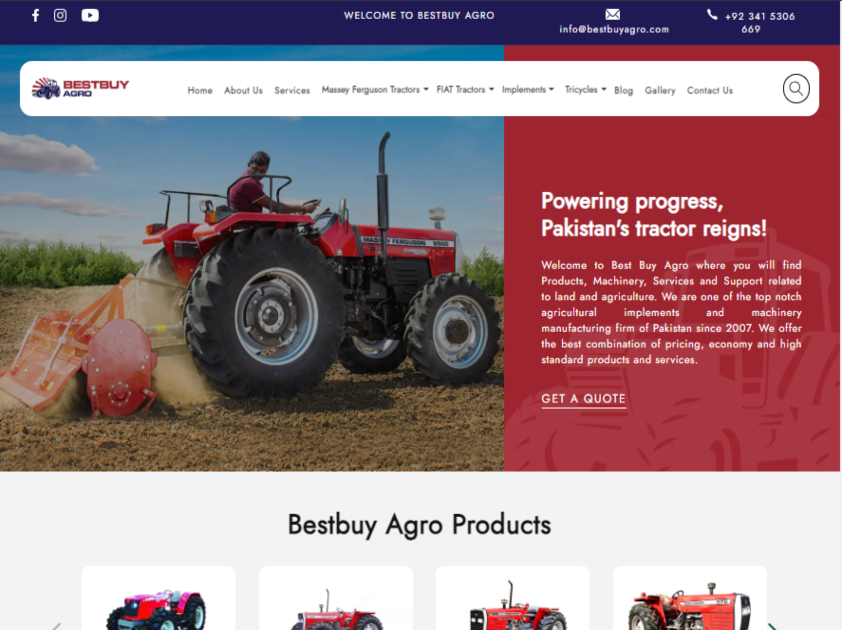 WELCOME TO BESTBUY AGRO
info@bestbuyagro.com
+92 341 5306
669
BESTBUY
AGRO
Home About Us Services Massey Ferguson Tractors FIAT Tractors Implements Tricycles Blog Gallery Contact Us
MASSEY FERGUSON 9500
Powering progress,
Pakistan's tractor reigns!
Welcome to Best Buy Agro where you will find
Products, Machinery, Services and Support related
to land and agriculture. We are one of the top notch
agricultural implements and machinery
manufacturing firm of Pakistan since 2007. We offer
the best combination of pricing, economy and high
standard products and services.
GET A QUOTE
Bestbuy Agro Products